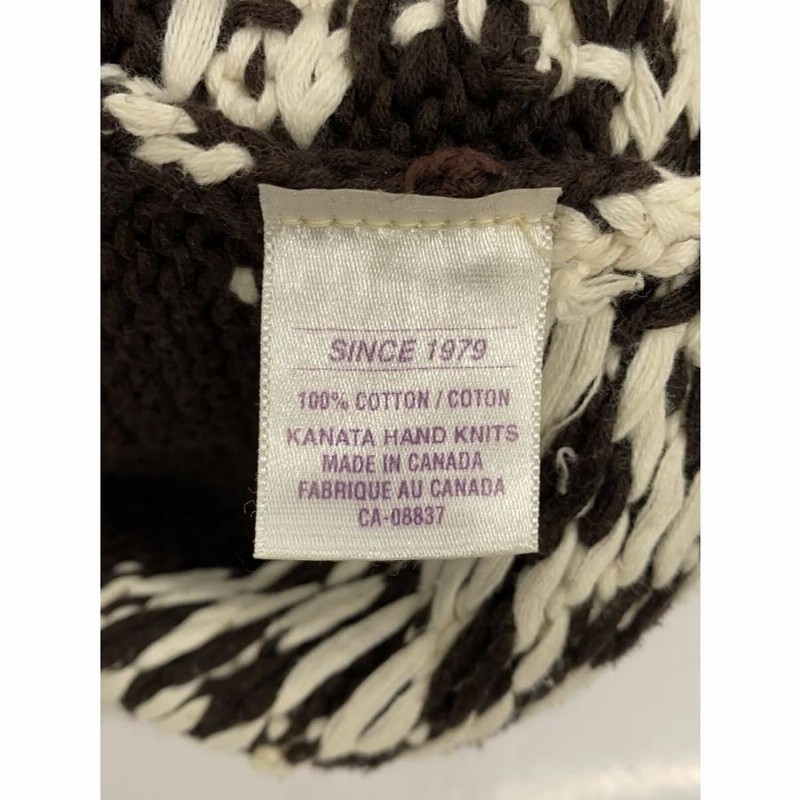 SINCE 1979
100% COTTON / COTON
KANATA HAND KNITS
MADE IN CANADA
FABRIQUE AU CANADA
CA-08837